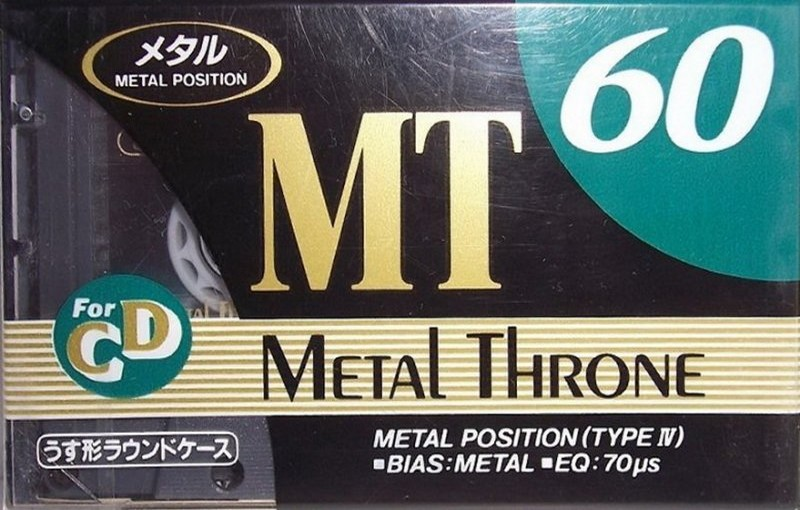 メタル
METAL POSITION
60
MT
For
CD
METAL THRONE
うす形ラウンドケース
METAL POSITION (TYPE Ⅳ)
▪BIAS:METAL ▪EQ:70μs